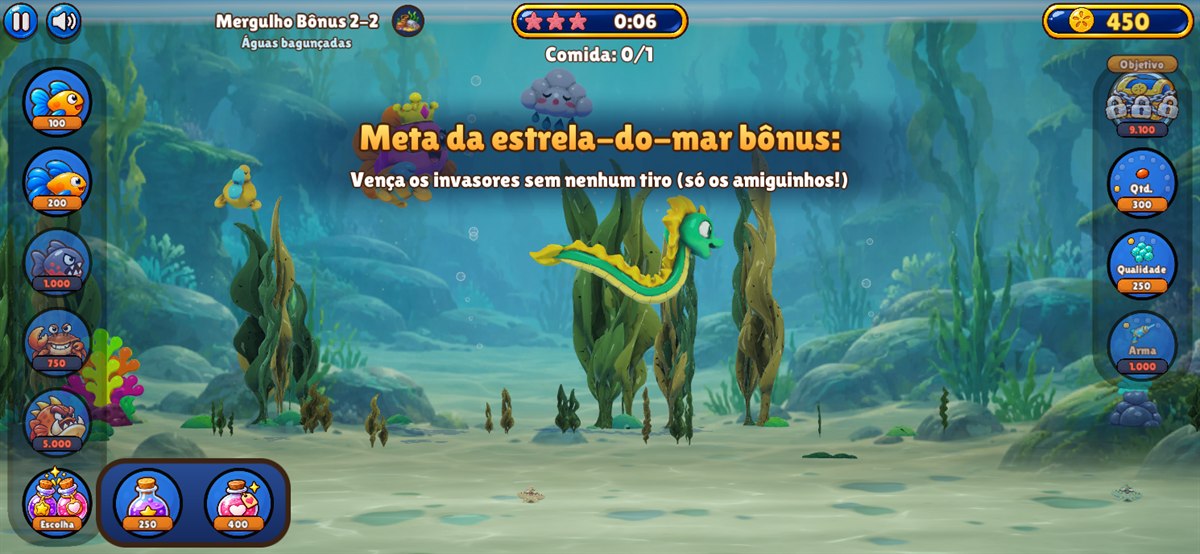 Mergulho Bônus 2-2
Águas bagunçadas
0:06
450
Comida: 0/1
Objetivo
9.100
Meta da estrela-do-mar bônus:
Vença os invasores sem nenhum tiro (só os amiguinhos!)
100
200
1.000
750
5.000
Escolha
250
400
Qtd.
300
Qualidade
250
Arma
1.000